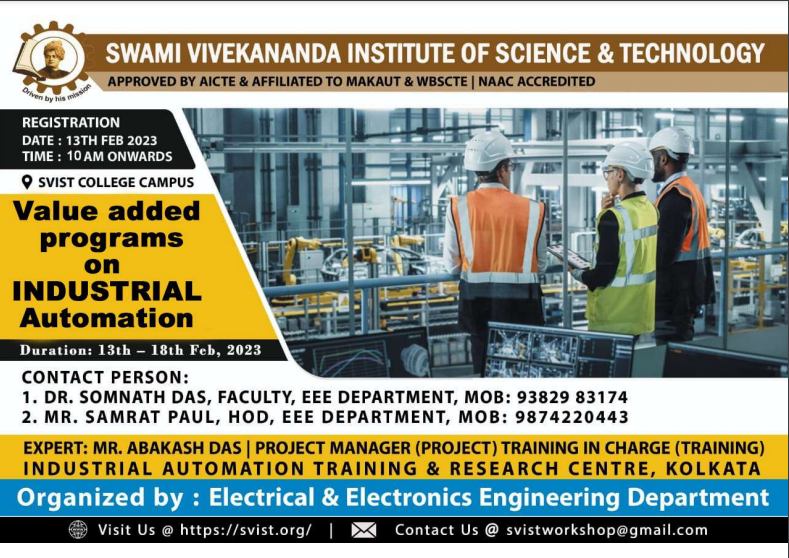 SWAMI VIVEKANANDA INSTITUTE OF SCIENCE & TECHNOLOGY
APPROVED BY AICTE & AFFILIATED TO MAKAUT & WBSCTE | NAAC ACCREDITED
Driven by his mission
REGISTRATION
DATE : 13TH FEB 2023
TIME : 10 AM ONWARDS
SVIST COLLEGE CAMPUS
Value added
programs
on
INDUSTRIAL
Automation
Duration: 13th – 18th Feb, 2023
CONTACT PERSON:
1. DR. SOMNATH DAS, FACULTY, EEE DEPARTMENT, MOB: 93829 83174
2. MR. SAMRAT PAUL, HOD, EEE DEPARTMENT, MOB: 9874220443
EXPERT: MR. ABAKASH DAS | PROJECT MANAGER (PROJECT) TRAINING IN CHARGE (TRAINING)
INDUSTRIAL AUTOMATION TRAINING & RESEARCH CENTRE, KOLKATA
Organized by : Electrical & Electronics Engineering Department
Visit Us @ https://svist.org/ | Contact Us @ svistworkshop@gmail.com